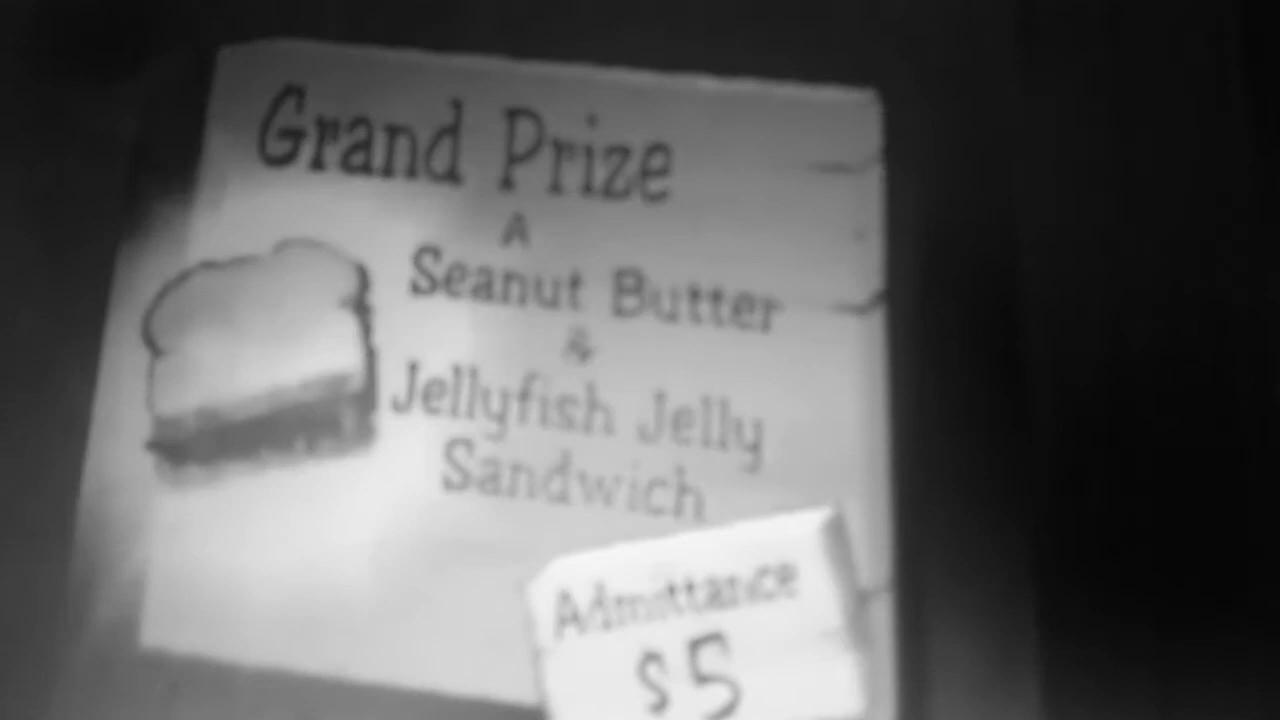 Grand Prize
A
Seanut Butter
&
Jellyfish Jelly
Sandwich
Admittance
$5